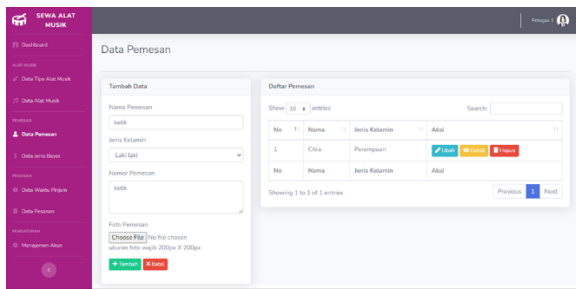 SEWA ALAT
MUSIK
Petugas 1
Dashboard
ALAT MUSIK
Data Tipe Alat Musik
Data Alat Musik
PEMESAN
Data Pemesan
Data Jenis Bayar
Data Waktu Pinjam
Data Pesanan
PENGATURAN
Manajemen Akun
Data Pemesan
Tambah Data
Nama Pemesan
ketik
Jenis Kelamin
Laki laki
Nomor Pemesan
ketik
Foto Pemesan
Choose File No file chosen
ukuran foto wajib 200px X 200px
Tambah Batal
Daftar Pemesan
Show 10 entries Search:
No Nama Jenis Kelamin Aksi
1 Citra Perempuan Ubah Detail Hapus
No Nama Jenis Kelamin Aksi
Showing 1 to 1 of 1 entries
Previous 1 Next